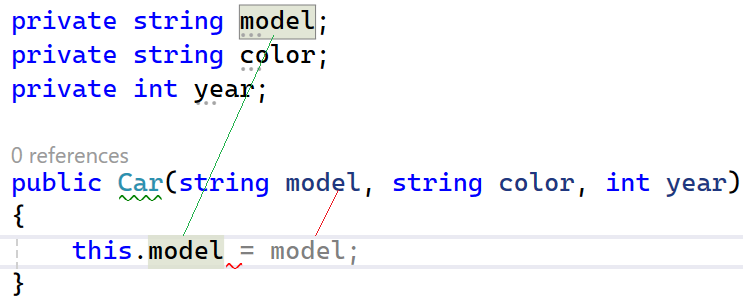 private string model;
private string color;
private int year;
0 references
public Car(string model, string color, int year)
{
this.model = model;
}